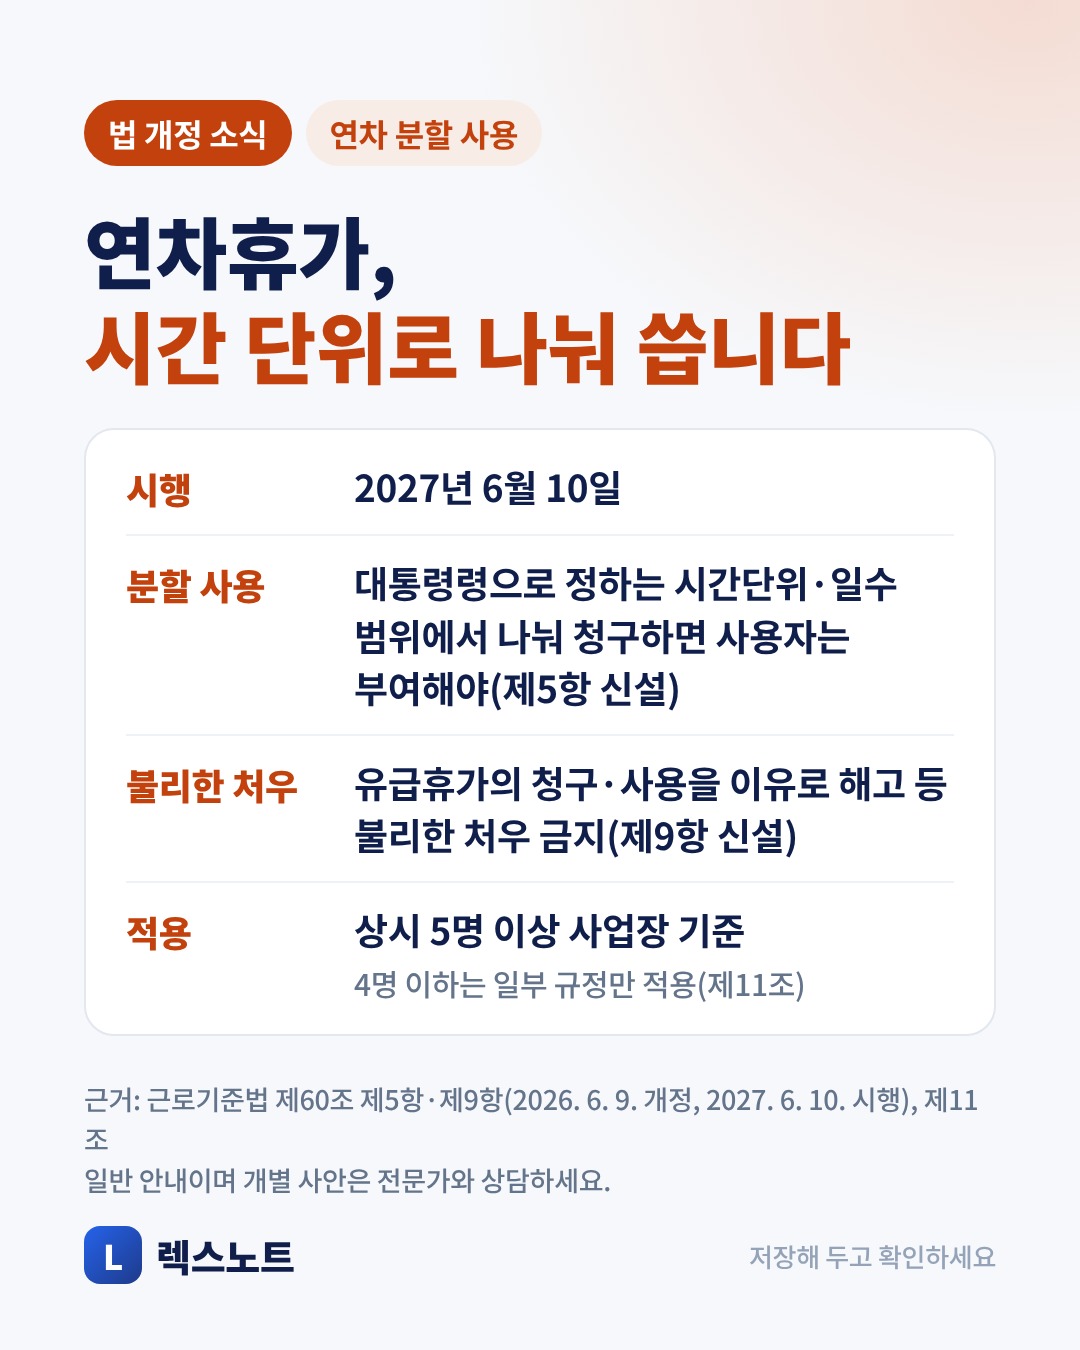 법 개정 소식
연차 분할 사용
연차휴가,
시간 단위로 나눠 씁니다
시행
2027년 6월 10일
분할 사용
대통령령으로 정하는 시간단위·일수
범위에서 나눠 청구하면 사용자는
부여해야(제5항 신설)
불리한 처우
유급휴가의 청구·사용을 이유로 해고 등
불리한 처우 금지(제9항 신설)
적용
상시 5명 이상 사업장 기준
4명 이하는 일부 규정만 적용(제11조)
근거: 근로기준법 제60조 제5항·제9항(2026. 6. 9. 개정, 2027. 6. 10. 시행), 제11
조
일반 안내이며 개별 사안은 전문가와 상담하세요.
L 렉스노트
저장해 두고 확인하세요